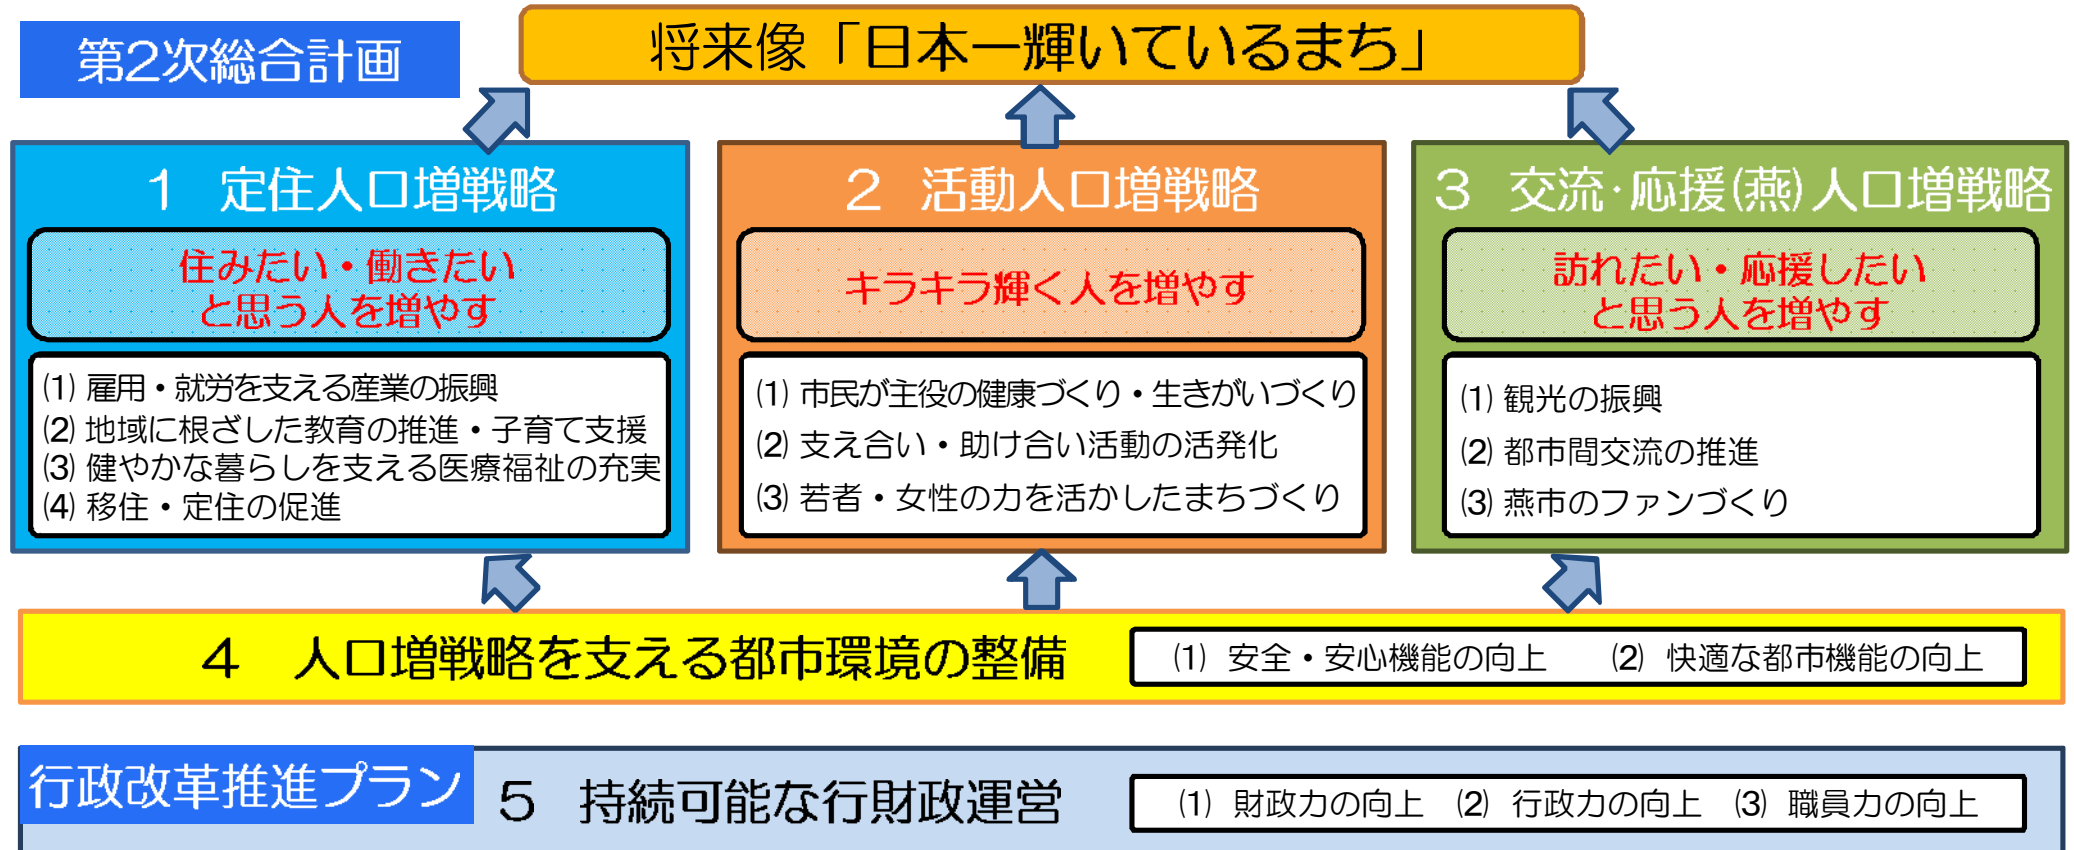 第2次総合計画
将来像「日本一輝いているまち」
1 定住人口増戦略
住みたい・働きたい
と思う人を増やす
(1) 雇用・就労を支える産業の振興
(2) 地域に根ざした教育の推進・子育て支援
(3) 健やかな暮らしを支える医療福祉の充実
(4) 移住・定住の促進
2 活動人口増戦略
キラキラ輝く人を増やす
(1) 市民が主役の健康づくり・生きがいづくり
(2) 支え合い・助け合い活動の活発化
(3) 若者・女性の力を活かしたまちづくり
3 交流・応援(燕)人口増戦略
訪れたい・応援したい
と思う人を増やす
(1) 観光の振興
(2) 都市間交流の推進
(3) 燕市のファンづくり
4 人口増戦略を支える都市環境の整備
(1) 安全・安心機能の向上 (2) 快適な都市機能の向上
行政改革推進プラン
5 持続可能な行財政運営
(1) 財政力の向上 (2) 行政力の向上 (3) 職員力の向上